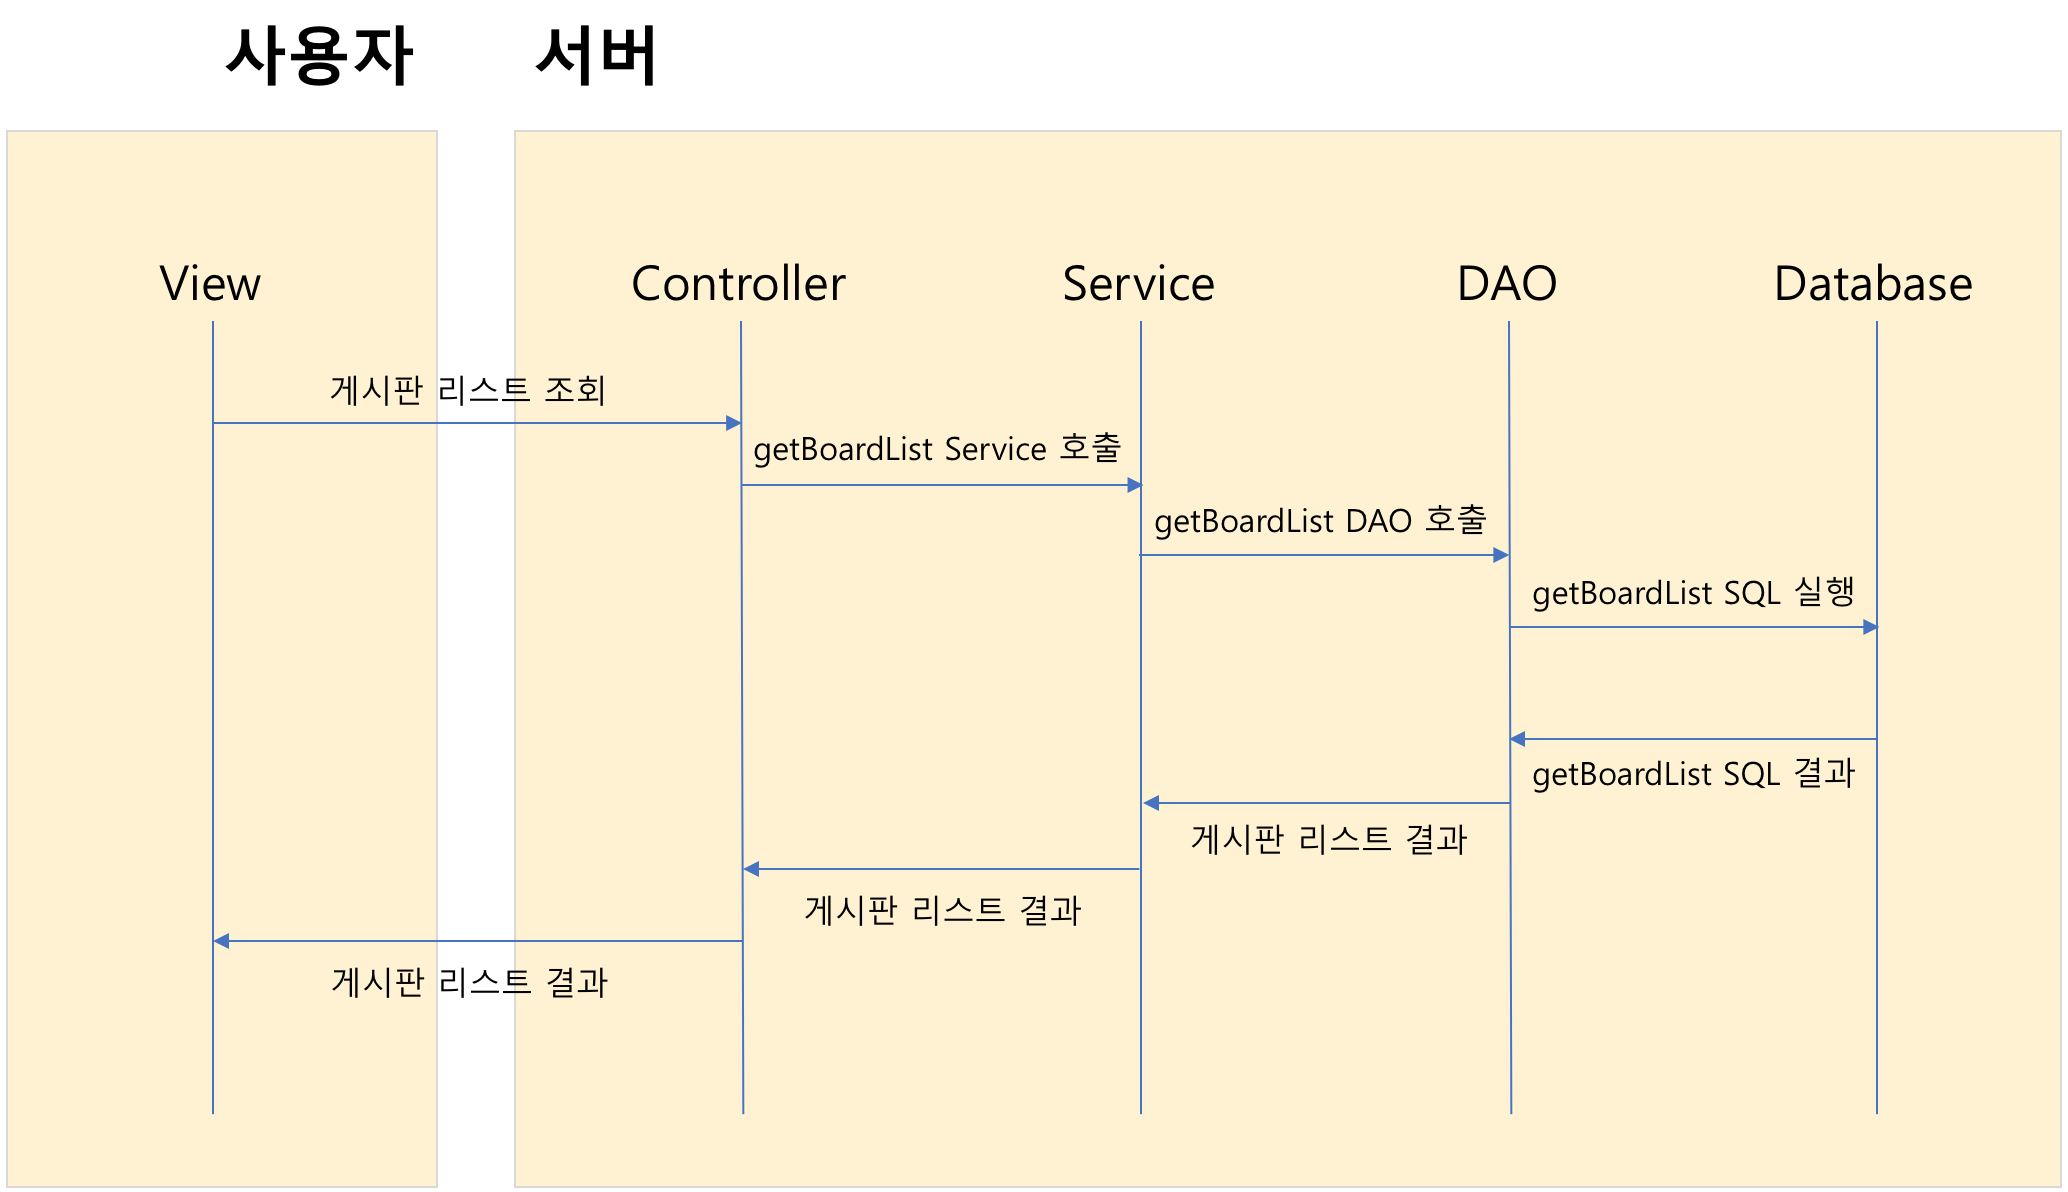 사용자
서버
View
Controller
Service
DAO
Database
게시판 리스트 조회
getBoardList Service 호출
getBoardList DAO 호출
getBoardList SQL 실행
getBoardList SQL 결과
게시판 리스트 결과
게시판 리스트 결과
게시판 리스트 결과